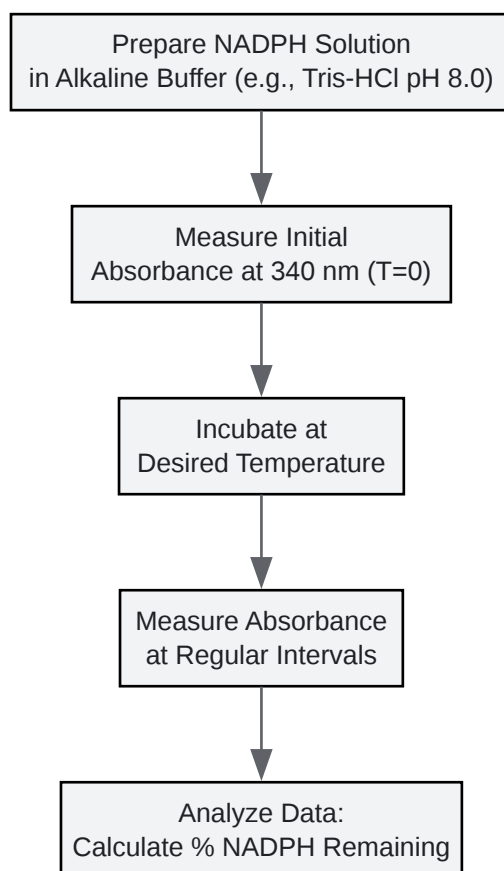 Prepare NADPH Solution
in Alkaline Buffer (e.g., Tris-HCl pH 8.0)
Measure Initial
Absorbance at 340 nm (T=0)
Incubate at
Desired Temperature
Measure Absorbance
at Regular Intervals
Analyze Data:
Calculate % NADPH Remaining